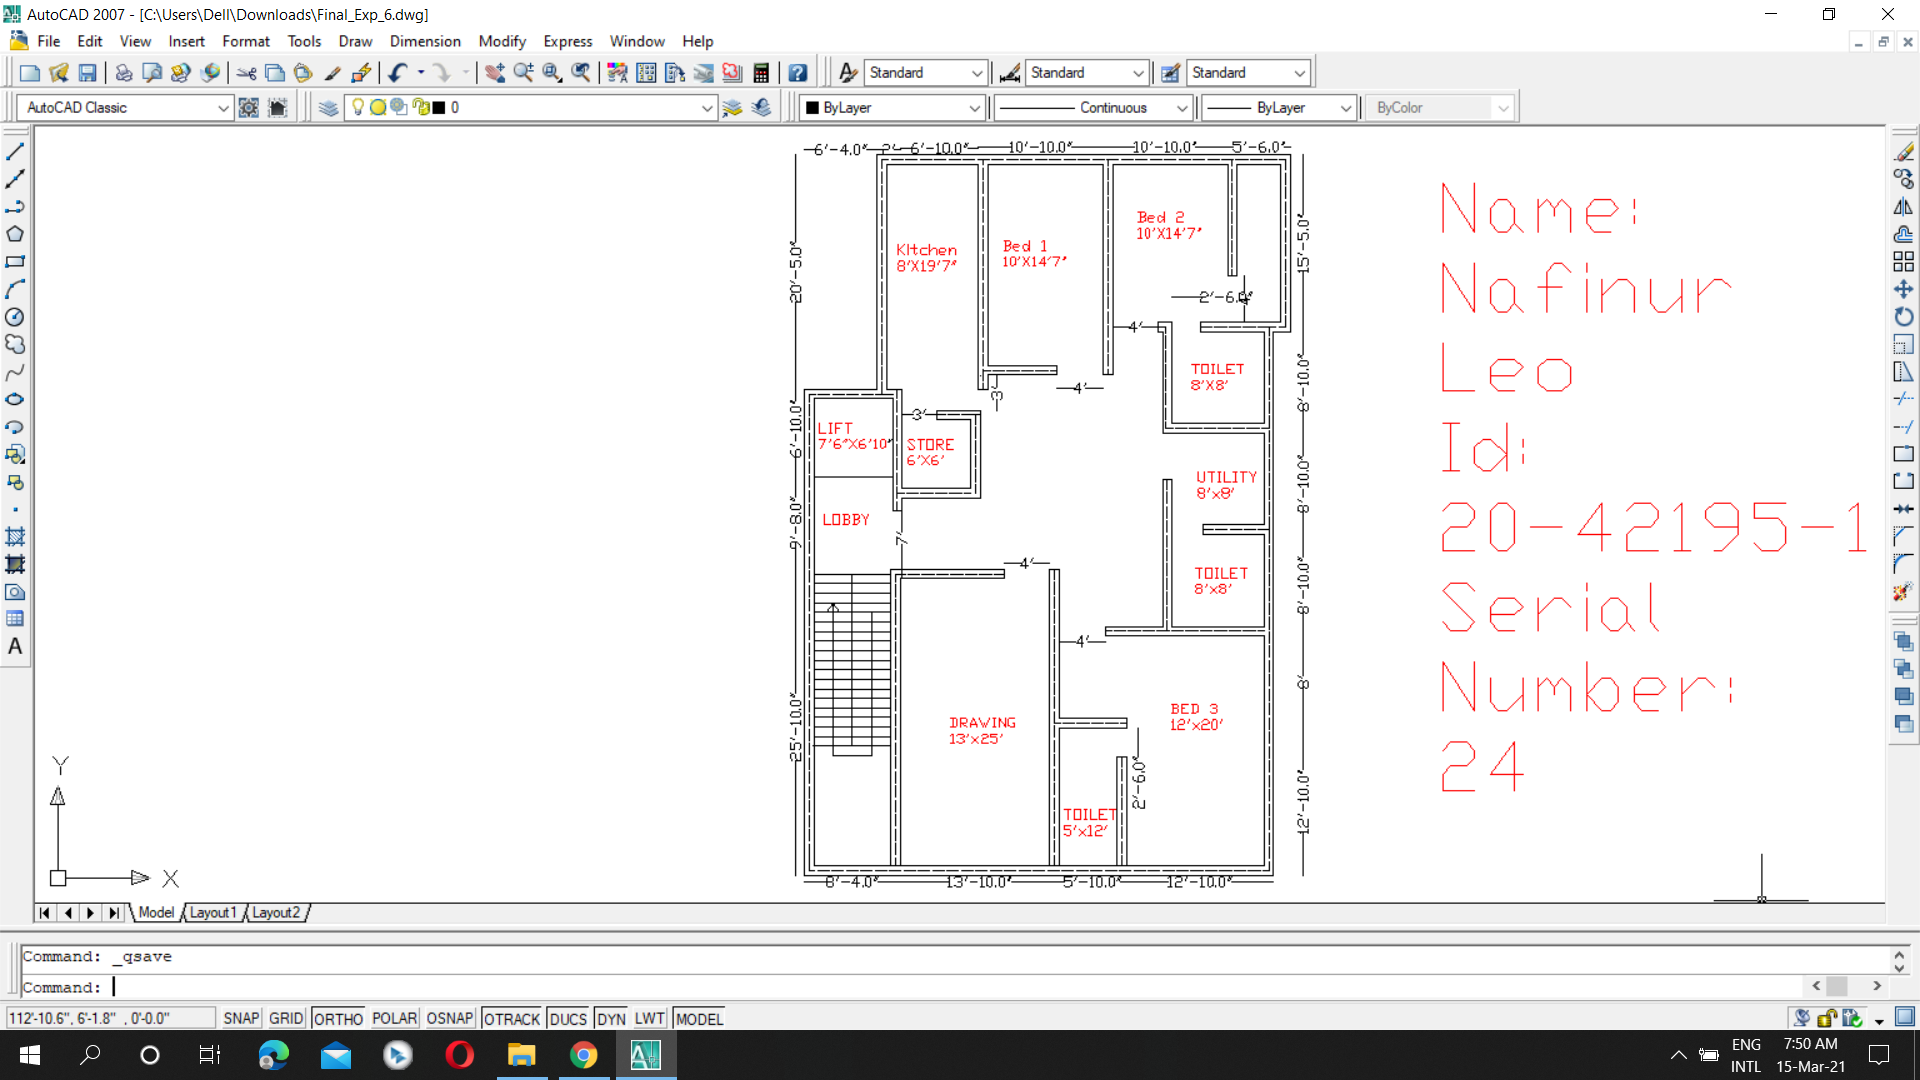 AutoCAD 2007 - [C:\Users\Dell\Downloads\Final_Exp_6.dwg]
File Edit View Insert Format Tools Draw Dimension Modify Express Window Help
Standard Standard Standard
AutoCAD Classic 0 ByLayer Continuous ByLayer ByColor
6'-4.0" 2' 6'-10.0" 10'-10.0" 10'-10.0" 5'-6.0"
Name:
Nafinur
Leo
Id:
20-42195-1
Serial
Number:
24
Bed 2
10'X14'7"
KItchen
8'X19'7"
Bed 1
10'X14'7"
20'-5.0"
15'-5.0"
2'-6.0"
4'
TOILET
8'X8'
8'-10.0"
4'
3'
3'
LIFT
7'6"X6'10"
6'-10.0"
STORE
6'X6'
UTILITY
8'x8'
8'-10.0"
LOBBY
9'-8.0"
7'
4'
TOILET
8'x8'
8'-10.0"
4'
BED 3
12'x20'
8'
DRAWING
13'x25'
25'-10.0"
2'-6.0"
TOILET
5'x12'
12'-10.0"
8'-4.0" 13'-10.0" 5'-10.0" 12'-10.0"
Y
X
Model Layout1 Layout2
Command: _qsave
Command:
112'-10.6", 6'-1.8" , 0'-0.0" SNAP GRID ORTHO POLAR OSNAP OTRACK DUCS DYN LWT MODEL
ENG 7:50 AM
INTL 15-Mar-21